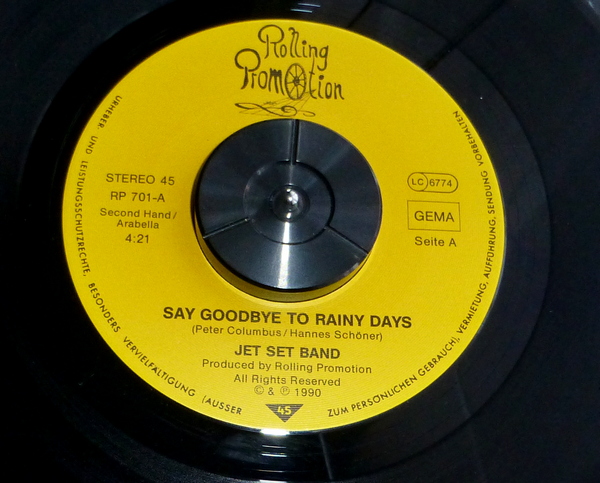 Rolling
Promotion
STEREO 45
RP 701-A
Second Hand/
Arabella
4:21
LC 6774
GEMA
Seite A
SAY GOODBYE TO RAINY DAYS
(Peter Columbus/Hannes Schöner)
JET SET BAND
Produced by Rolling Promotion
All Rights Reserved
© & ℗ 1990
45
URHEBER- UND LEISTUNGSSCHUTZRECHTE, BESONDERS VERVIELFÄLTIGUNG (AUSSER ZUM PERSÖNLICHEN GEBRAUCH), VERMIETUNG, AUFFÜHRUNG, SENDUNG VORBEHALTEN